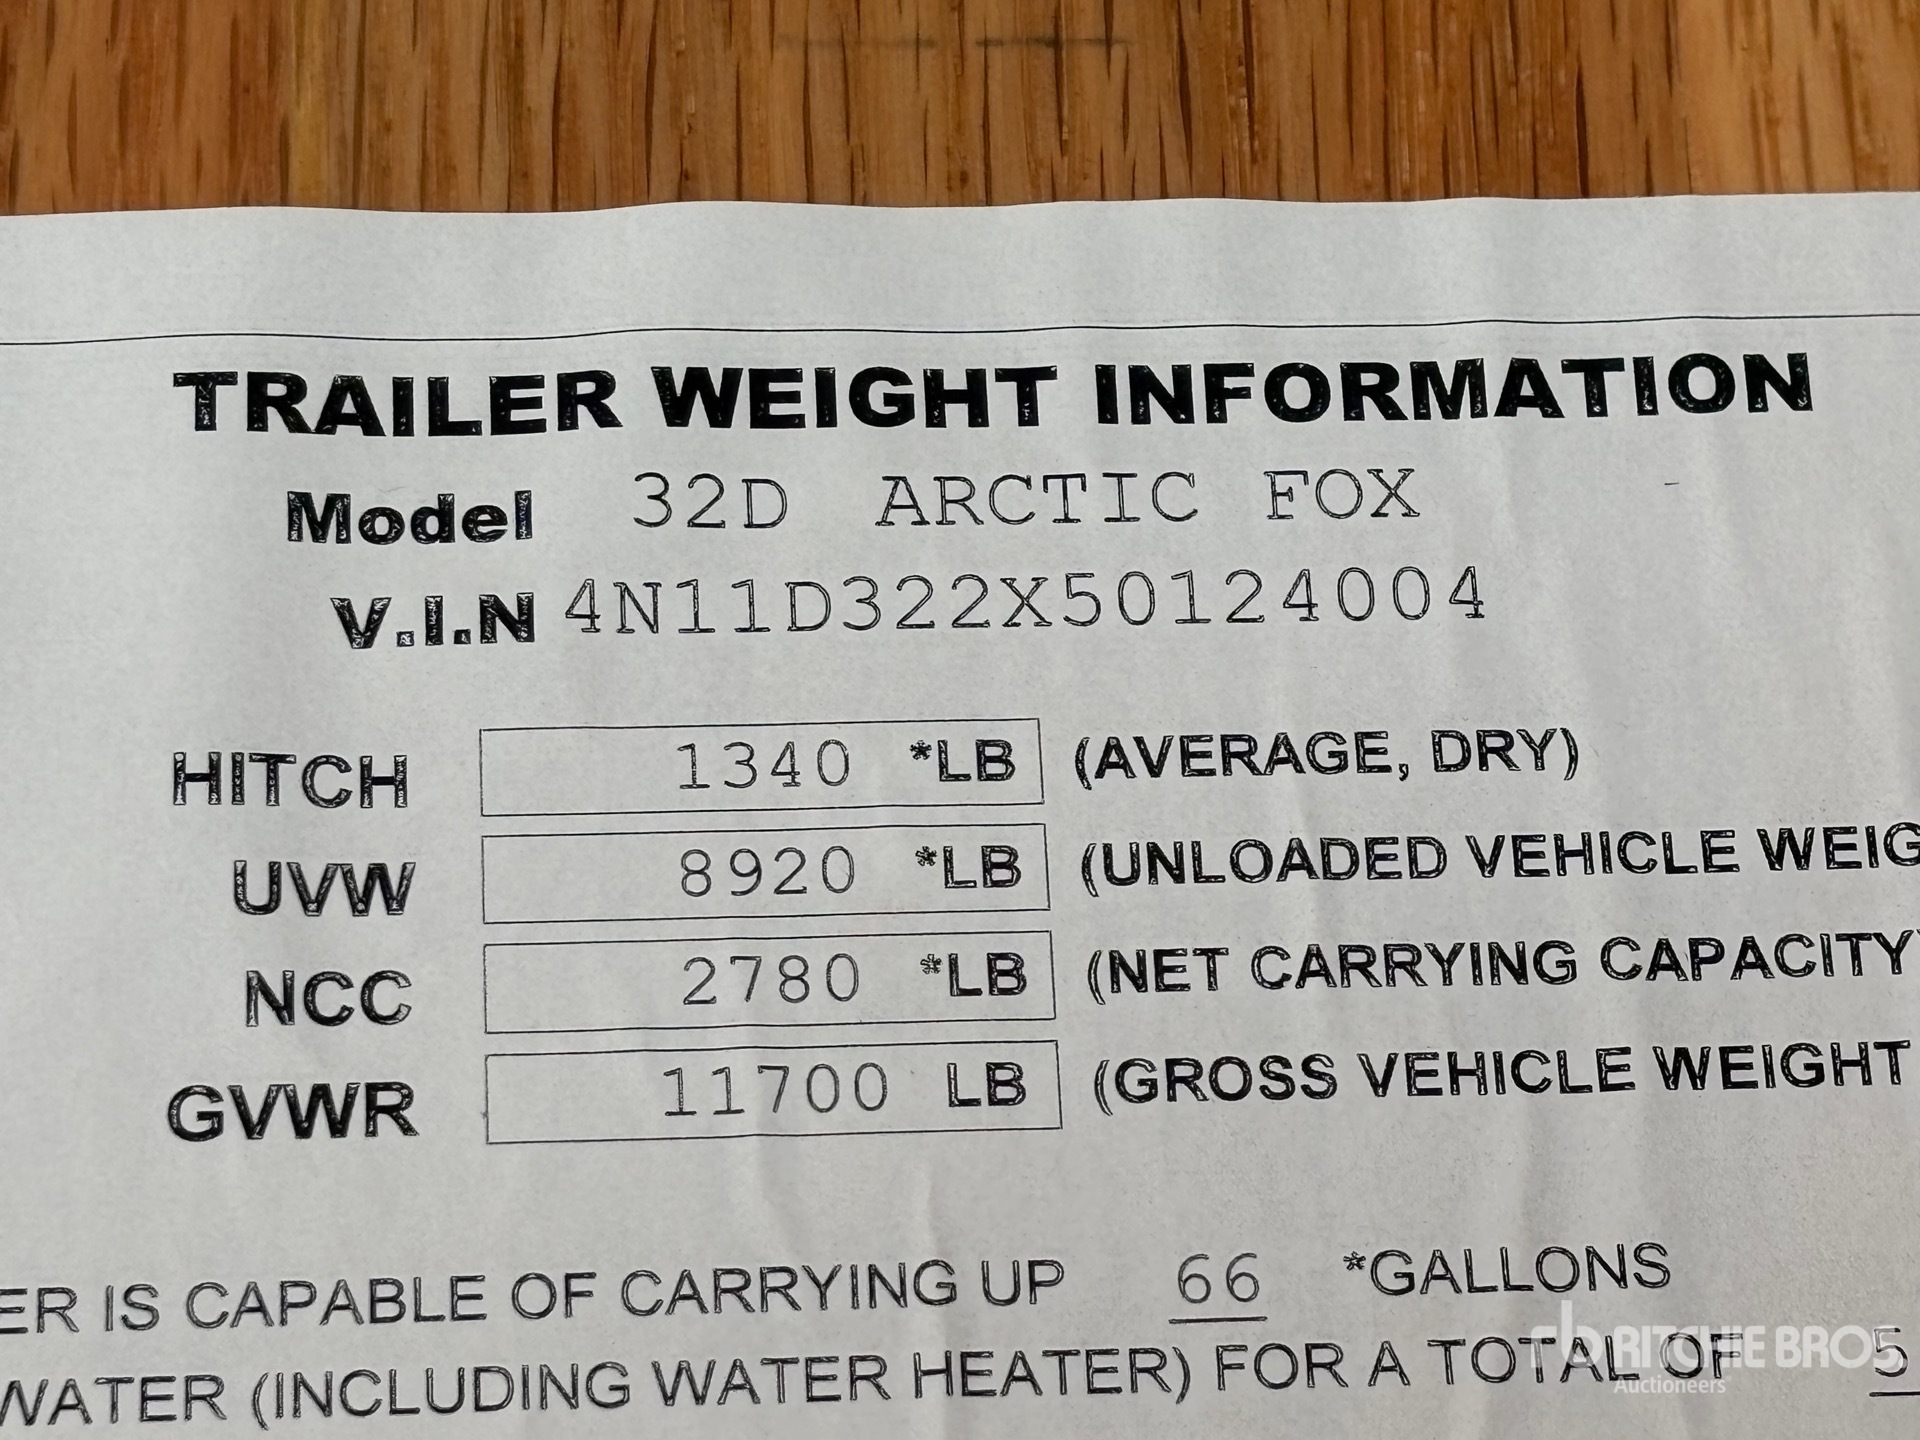 TRAILER WEIGHT INFORMATION
Model 32D ARCTIC FOX
V.I.N 4N11D322X50124004
HITCH 1340 *LB (AVERAGE, DRY)
UVW 8920 *LB (UNLOADED VEHICLE WEIG
NCC 2780 *LB (NET CARRYING CAPACITY)
GVWR 11700 LB (GROSS VEHICLE WEIGHT
ER IS CAPABLE OF CARRYING UP 66 *GALLONS
WATER (INCLUDING WATER HEATER) FOR A TOTAL OF 5
rb RITCHIE BROS
Auctioneers